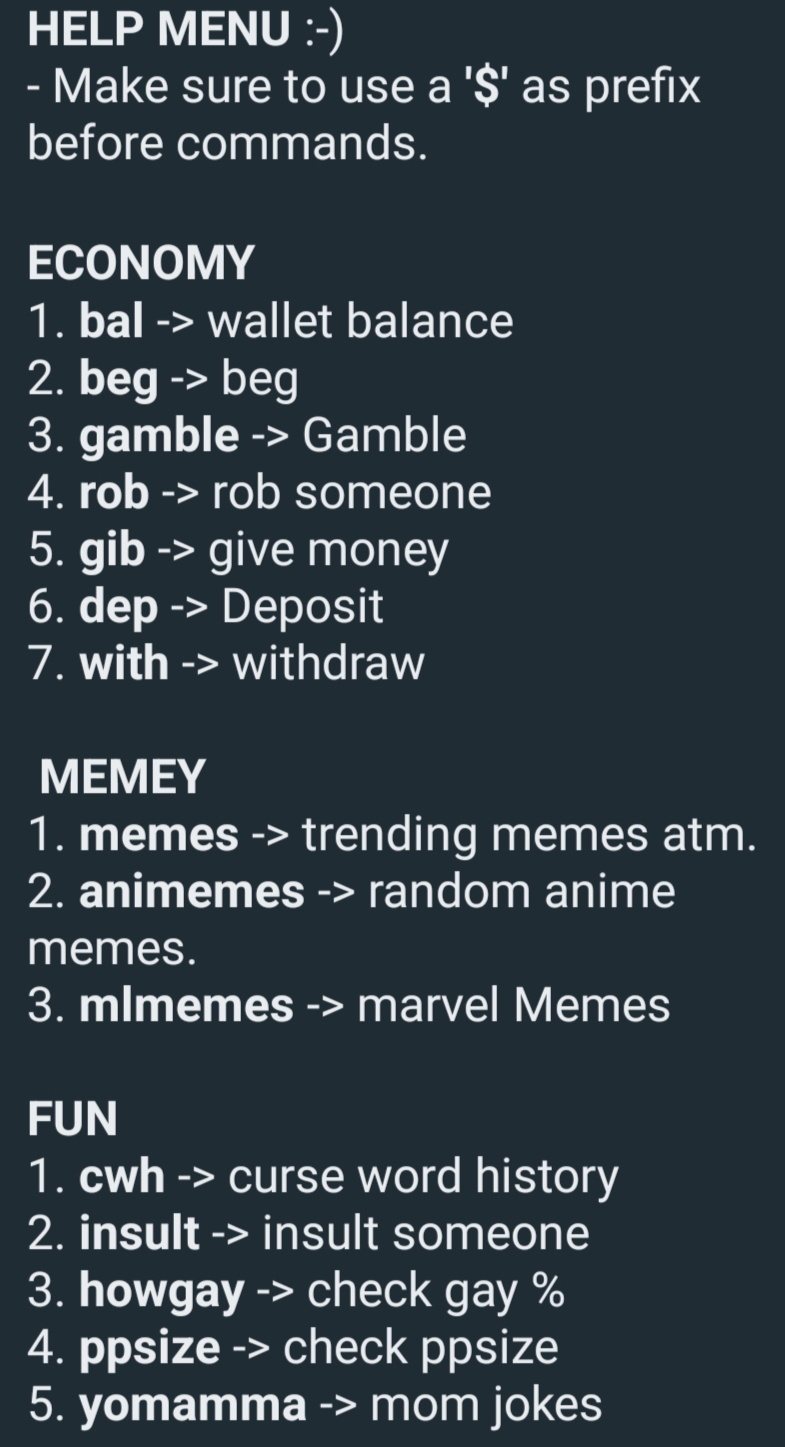 HELP MENU :-)
- Make sure to use a '$' as prefix
before commands.
ECONOMY
1. bal -> wallet balance
2. beg -> beg
3. gamble -> Gamble
4. rob -> rob someone
5. gib -> give money
6. dep -> Deposit
7. with -> withdraw
MEMEY
1. memes -> trending memes atm.
2. animemes -> random anime
memes.
3. mlmemes -> marvel Memes
FUN
1. cwh -> curse word history
2. insult -> insult someone
3. howgay -> check gay %
4. ppsize -> check ppsize
5. yomamma -> mom jokes